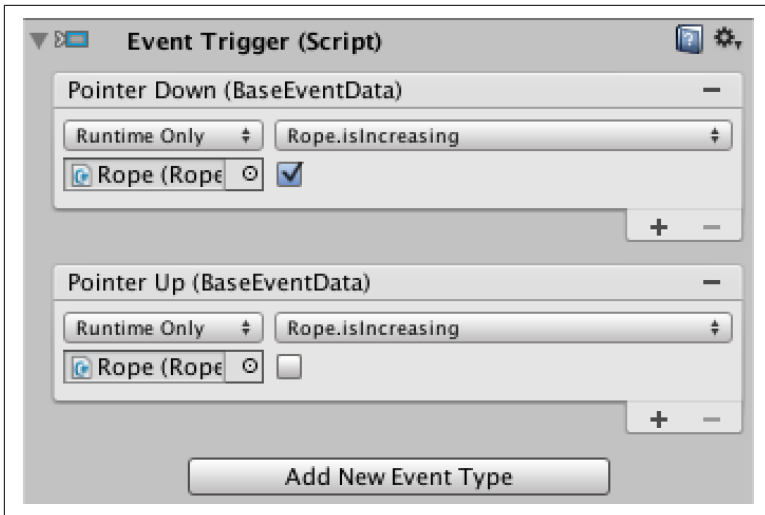 Event Trigger (Script)
Pointer Down (BaseEventData)
Runtime Only Rope.isIncreasing
Rope (Rope
Pointer Up (BaseEventData)
Runtime Only Rope.isIncreasing
Rope (Rope
Add New Event Type